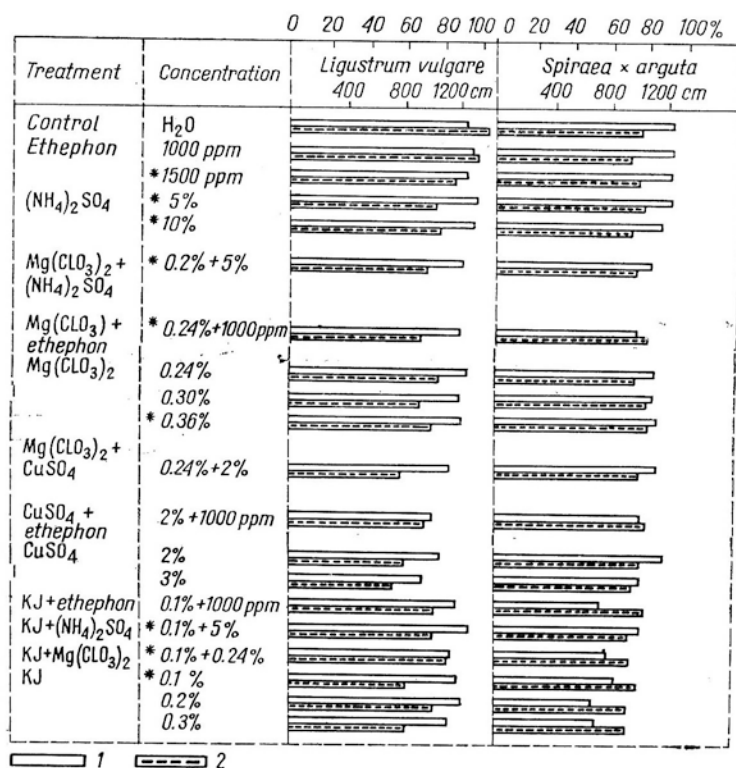 0 20 40 60 80 100 0 20 40 60 80 100%
Treatment Concentration Ligustrum vulgare Spiraea × arguta
400 800 1200 cm 400 800 1200 cm
Control H₂O
Ethephon 1000 ppm
* 1500 ppm
(NH₄)₂SO₄ * 5%
* 10%
Mg(CLO₃)₂ + * 0.2% + 5%
(NH₄)₂SO₄
Mg(CLO₃) + * 0.24% + 1000 ppm
ethephon
Mg(CLO₃)₂ 0.24%
0.30%
* 0.36%
Mg(CLO₃)₂ +
CuSO₄ 0.24% + 2%
CuSO₄ + 2% + 1000 ppm
ethephon
CuSO₄ 2%
3%
KJ + ethephon 0.1% + 1000 ppm
KJ + (NH₄)₂SO₄ * 0.1% + 5%
KJ + Mg(CLO₃)₂ * 0.1% + 0.24%
KJ * 0.1%
0.2%
0.3%
1 2